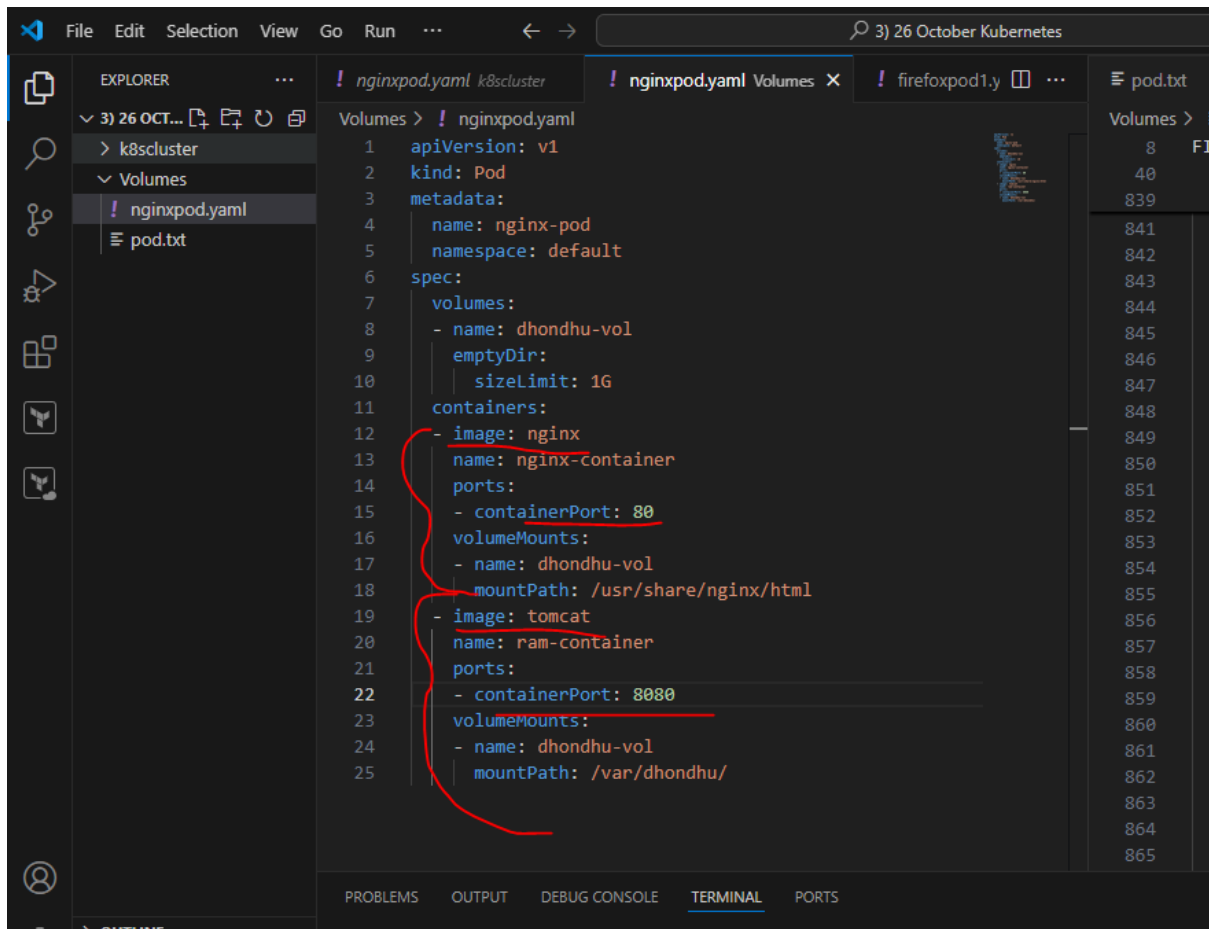 File Edit Selection View Go Run ··· ← → 3) 26 October Kubernetes
EXPLORER ···
3) 26 OCT...
k8scluster
Volumes
! nginxpod.yaml
pod.txt
! nginxpod.yaml k8scluster ! nginxpod.yaml Volumes × ! firefoxpod1.y ··· pod.txt
Volumes > ! nginxpod.yaml
1 apiVersion: v1
2 kind: Pod
3 metadata:
4 name: nginx-pod
5 namespace: default
6 spec:
7 volumes:
8 - name: dhondhu-vol
9 emptyDir:
10 sizeLimit: 1G
11 containers:
12 - image: nginx
13 name: nginx-container
14 ports:
15 - containerPort: 80
16 volumeMounts:
17 - name: dhondhu-vol
18 mountPath: /usr/share/nginx/html
19 - image: tomcat
20 name: ram-container
21 ports:
22 - containerPort: 8080
23 volumeMounts:
24 - name: dhondhu-vol
25 mountPath: /var/dhondhu/
Volumes >
8
40
839
841
842
843
844
845
846
847
848
849
850
851
852
853
854
855
856
857
858
859
860
861
862
863
864
865
PROBLEMS OUTPUT DEBUG CONSOLE TERMINAL PORTS